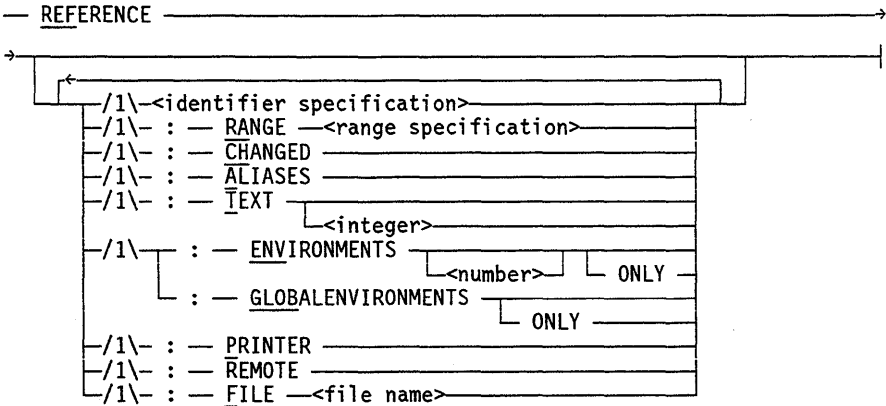 REFERENCE
/1\ <identifier specification>
/1\ : RANGE <range specification>
/1\ : CHANGED
/1\ : ALIASES
/1\ : TEXT
<integer>
/1\ : ENVIRONMENTS
<number> ONLY
: GLOBALENVIRONMENTS
ONLY
/1\ : PRINTER
/1\ : REMOTE
/1\ : FILE <file name>